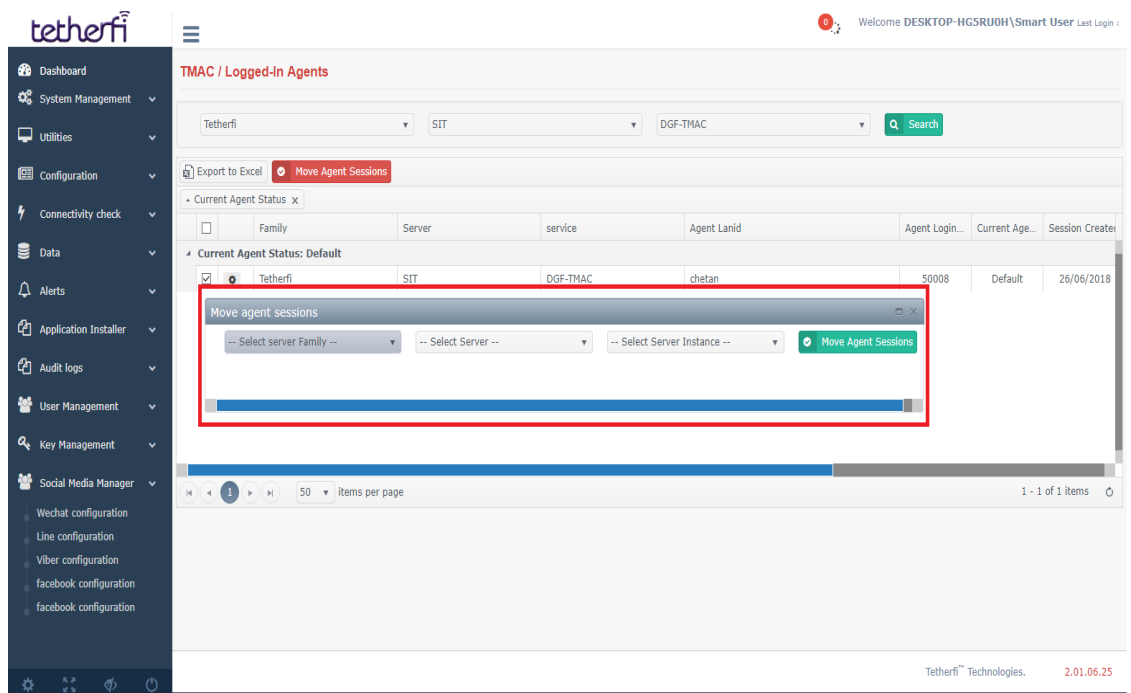 tetherfi
0
Welcome DESKTOP-HG5RU0H\Smart User Last Login :
Dashboard
System Management
Utilities
Configuration
Connectivity check
Data
Alerts
Application Installer
Audit logs
User Management
Key Management
Social Media Manager
Wechat configuration
Line configuration
Viber configuration
facebook configuration
facebook configuration
TMAC / Logged-In Agents
Tetherfi SIT DGF-TMAC Search
Export to Excel Move Agent Sessions
Current Agent Status x
Family Server service Agent Lanid Agent Login... Current Age... Session Created
Current Agent Status: Default
Tetherfi SIT DGF-TMAC chetan 50008 Default 26/06/2018
Move agent sessions
-- Select server Family -- -- Select Server -- -- Select Server Instance -- Move Agent Sessions
1 50 items per page 1 - 1 of 1 items
Tetherfi™ Technologies. 2.01.06.25